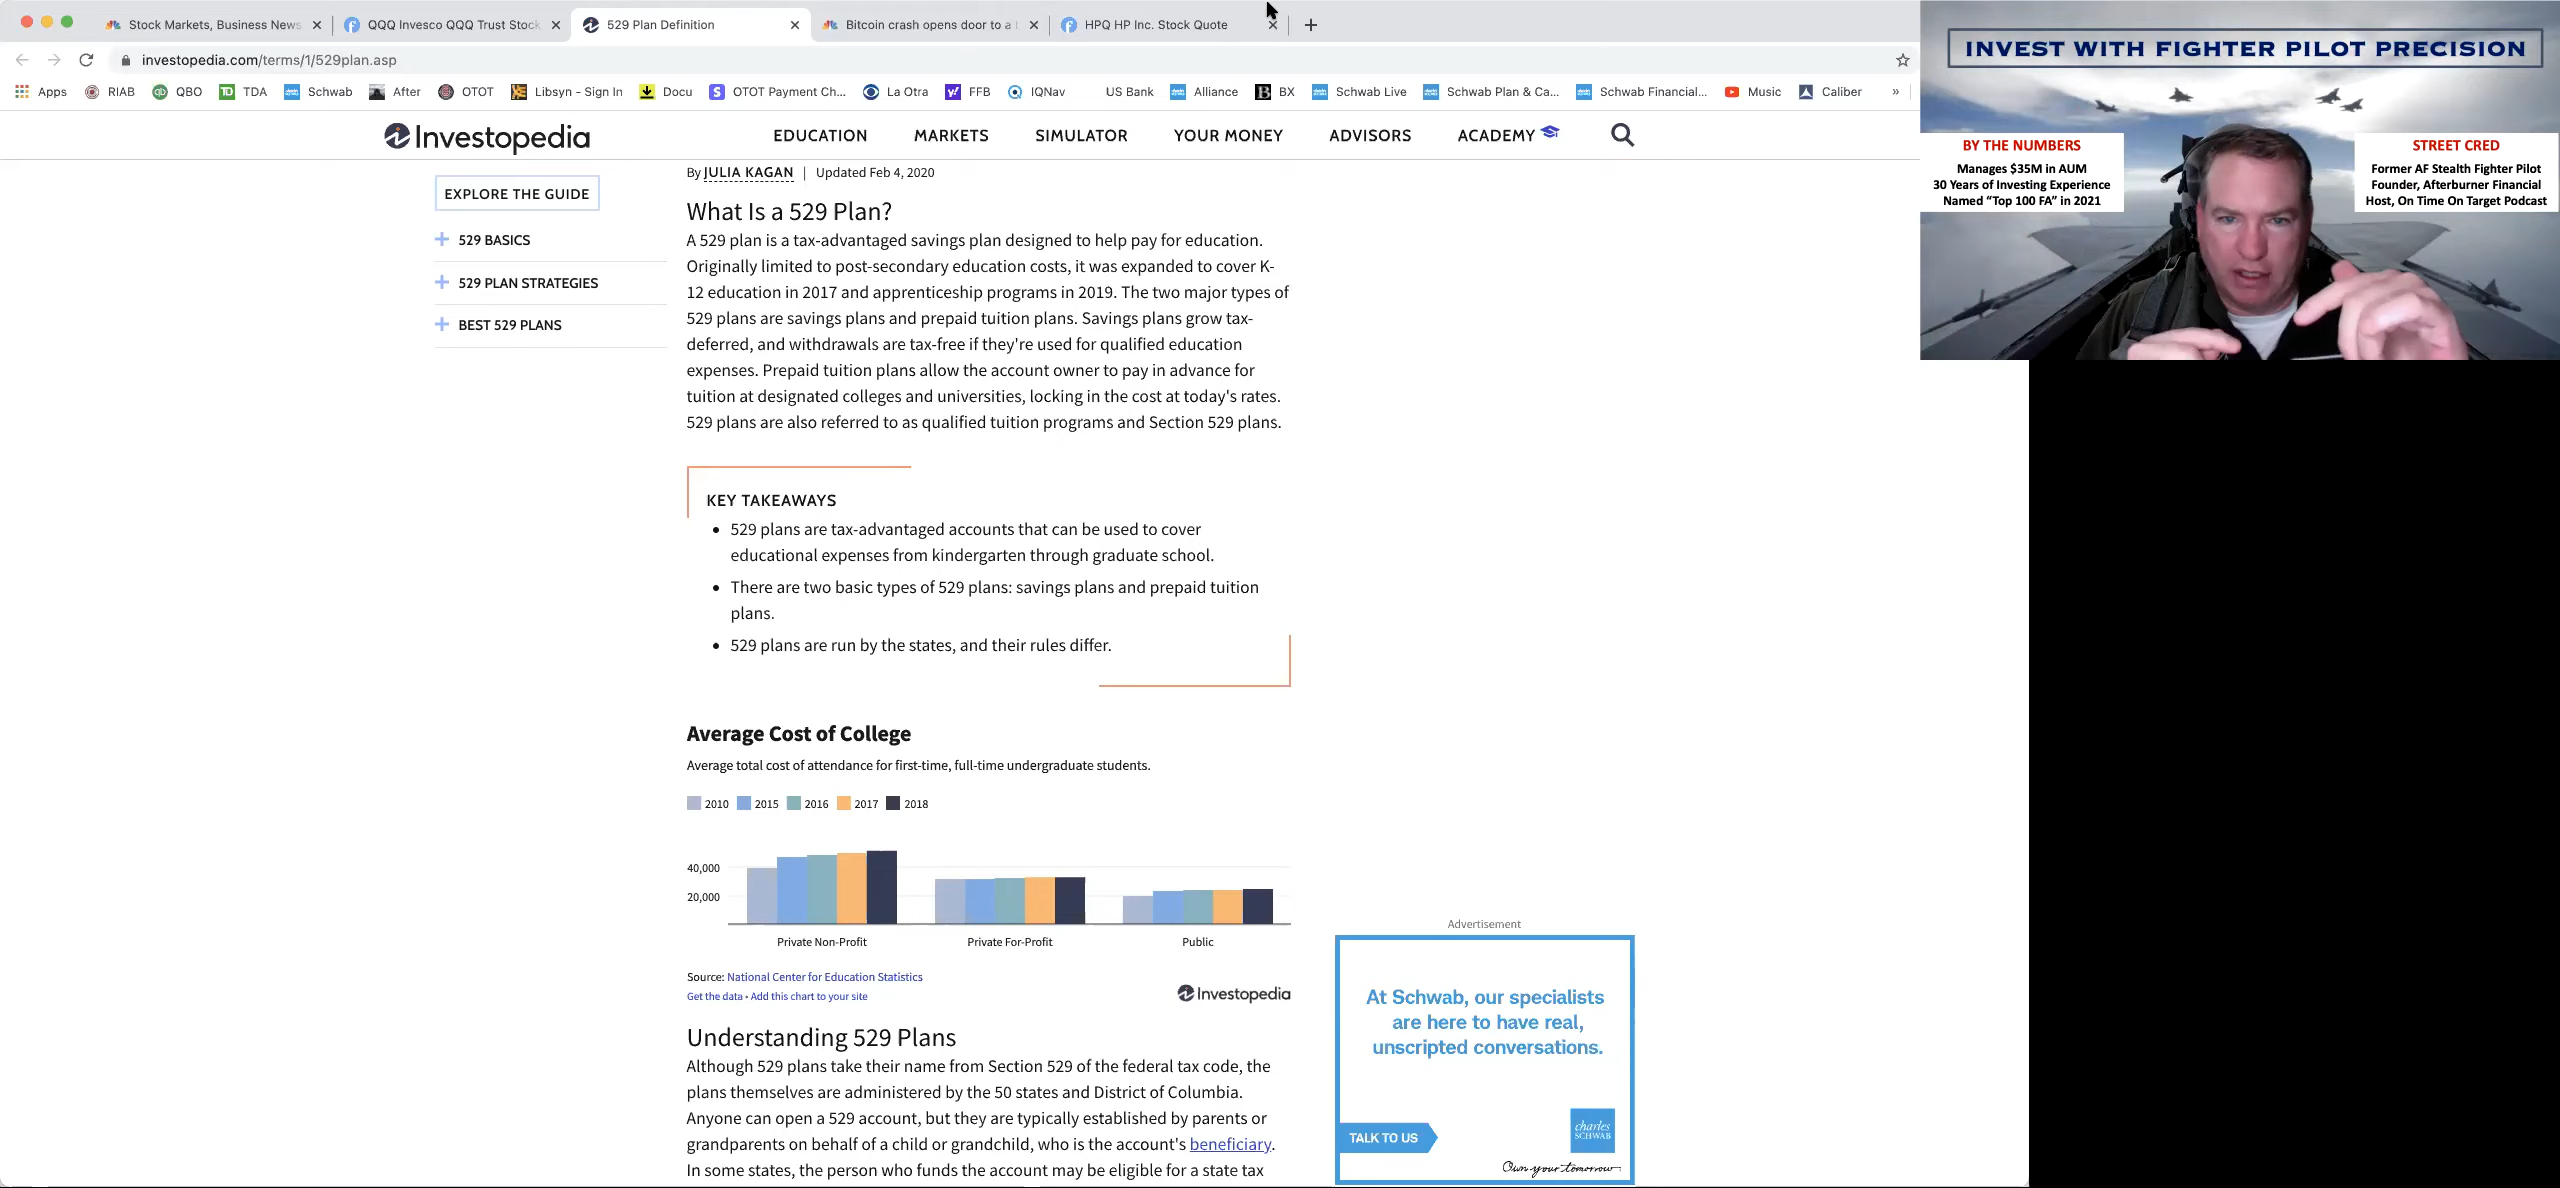 Stock Markets, Business News
QQQ Invesco QQQ Trust Stock
529 Plan Definition
Bitcoin crash opens door to a
HPQ HP Inc. Stock Quote
investopedia.com/terms/1/529plan.asp
Apps RIAB QBO TDA Schwab After OTOT Libsyn - Sign In Docu OTOT Payment Ch... La Otra FFB IQNav US Bank Alliance BX Schwab Live Schwab Plan & Ca... Schwab Financial... Music Caliber »
Investopedia
EDUCATION MARKETS SIMULATOR YOUR MONEY ADVISORS ACADEMY
EXPLORE THE GUIDE
529 BASICS
529 PLAN STRATEGIES
BEST 529 PLANS
By JULIA KAGAN | Updated Feb 4, 2020
What Is a 529 Plan?
A 529 plan is a tax-advantaged savings plan designed to help pay for education.
Originally limited to post-secondary education costs, it was expanded to cover K-
12 education in 2017 and apprenticeship programs in 2019. The two major types of
529 plans are savings plans and prepaid tuition plans. Savings plans grow tax-
deferred, and withdrawals are tax-free if they're used for qualified education
expenses. Prepaid tuition plans allow the account owner to pay in advance for
tuition at designated colleges and universities, locking in the cost at today's rates.
529 plans are also referred to as qualified tuition programs and Section 529 plans.
KEY TAKEAWAYS
• 529 plans are tax-advantaged accounts that can be used to cover
educational expenses from kindergarten through graduate school.
• There are two basic types of 529 plans: savings plans and prepaid tuition
plans.
• 529 plans are run by the states, and their rules differ.
Average Cost of College
Average total cost of attendance for first-time, full-time undergraduate students.
2010 2015 2016 2017 2018
40,000
20,000
Private Non-Profit Private For-Profit Public
Source: National Center for Education Statistics
Get the data • Add this chart to your site
Investopedia
Understanding 529 Plans
Although 529 plans take their name from Section 529 of the federal tax code, the
plans themselves are administered by the 50 states and District of Columbia.
Anyone can open a 529 account, but they are typically established by parents or
grandparents on behalf of a child or grandchild, who is the account's beneficiary.
In some states, the person who funds the account may be eligible for a state tax
Advertisement
At Schwab, our specialists
are here to have real,
unscripted conversations.
TALK TO US
charles
SCHWAB
Own your tomorrow
INVEST WITH FIGHTER PILOT PRECISION
BY THE NUMBERS
Manages $35M in AUM
30 Years of Investing Experience
Named "Top 100 FA" in 2021
STREET CRED
Former AF Stealth Fighter Pilot
Founder, Afterburner Financial
Host, On Time On Target Podcast